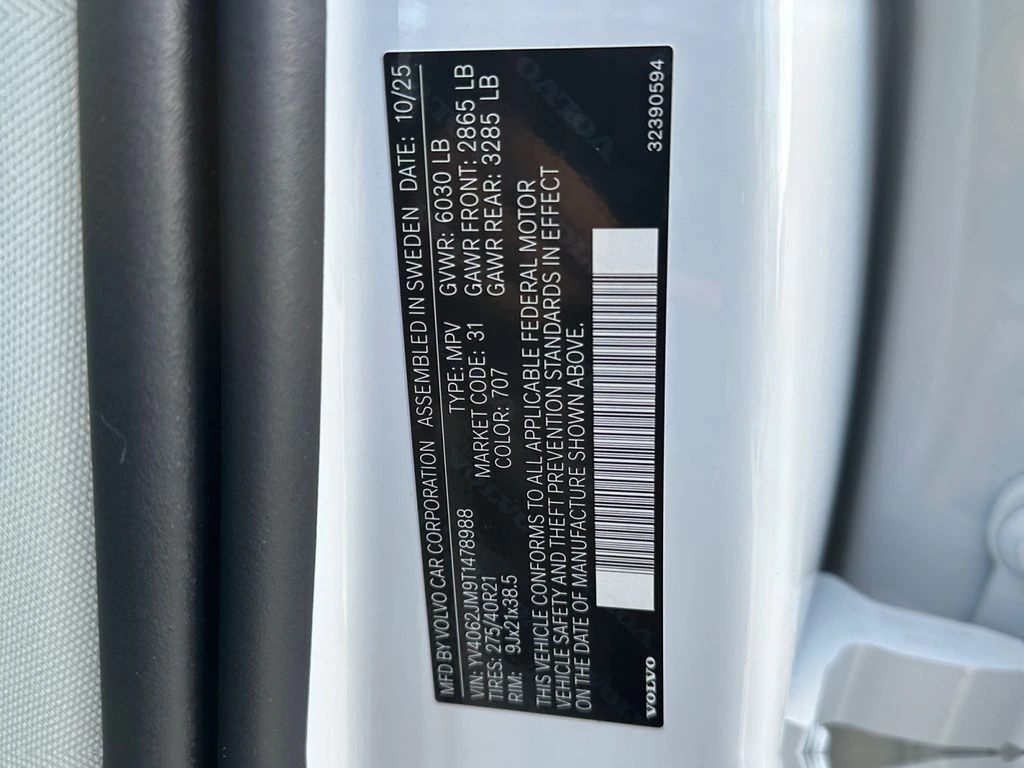 MFD BY VOLVO CAR CORPORATION ASSEMBLED IN SWEDEN DATE: 10/25
VIN: YV4062JM9T1478988 TYPE: MPV GVWR: 6030 LB
TIRES: 275/40R21 MARKET CODE: 31 GAWR FRONT: 2865 LB
RIM: 9Jx21x38.5 COLOR: 707 GAWR REAR: 3285 LB
THIS VEHICLE CONFORMS TO ALL APPLICABLE FEDERAL MOTOR
VEHICLE SAFETY AND THEFT PREVENTION STANDARDS IN EFFECT
ON THE DATE OF MANUFACTURE SHOWN ABOVE.
VOLVO 32390594